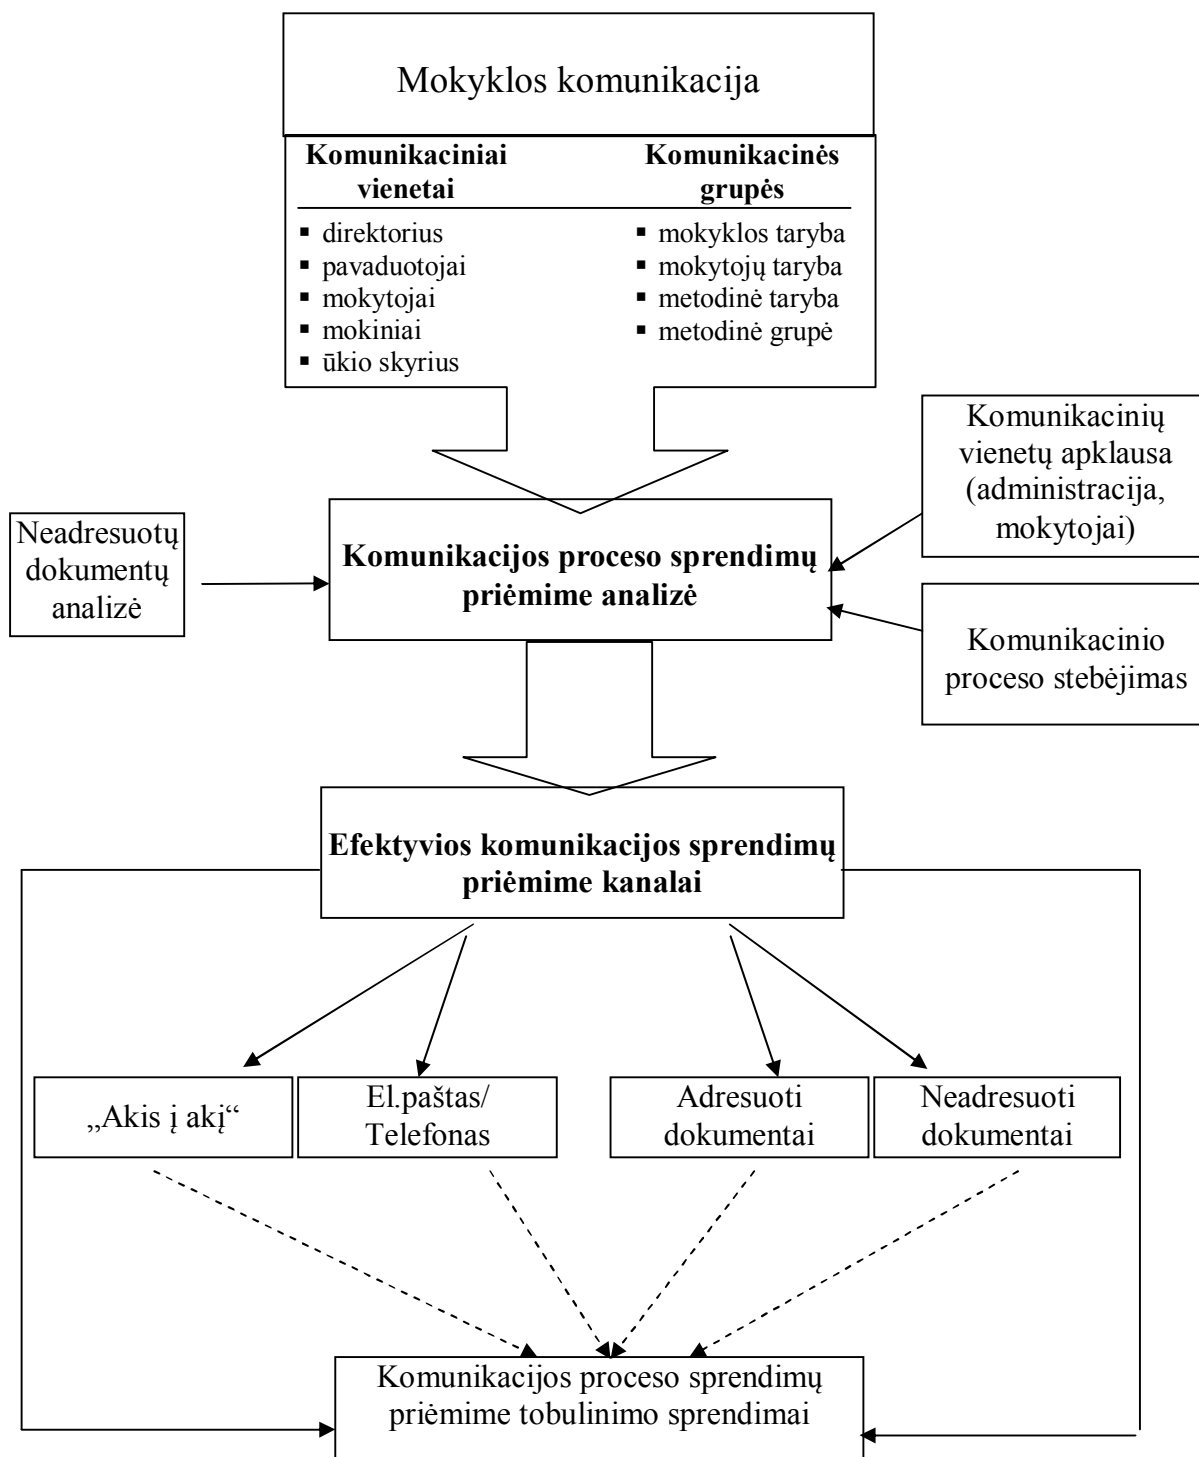 Mokyklos komunikacija
Komunikaciniai
vienetai
▪ direktorius
▪ pavaduotojai
▪ mokytojai
▪ mokiniai
▪ ūkio skyrius
Komunikacinės
grupės
▪ mokyklos taryba
▪ mokytojų taryba
▪ metodinė taryba
▪ metodinė grupė
Komunikacinių
vienetų apklausa
(administracija,
mokytojai)
Neadresuotų
dokumentų
analizė
Komunikacijos proceso sprendimų
priėmime analizė
Komunikacinio
proceso stebėjimas
Efektyvios komunikacijos sprendimų
priėmime kanalai
„Akis į akį“
El.paštas/
Telefonas
Adresuoti
dokumentai
Neadresuoti
dokumentai
Komunikacijos proceso sprendimų
priėmime tobulinimo sprendimai